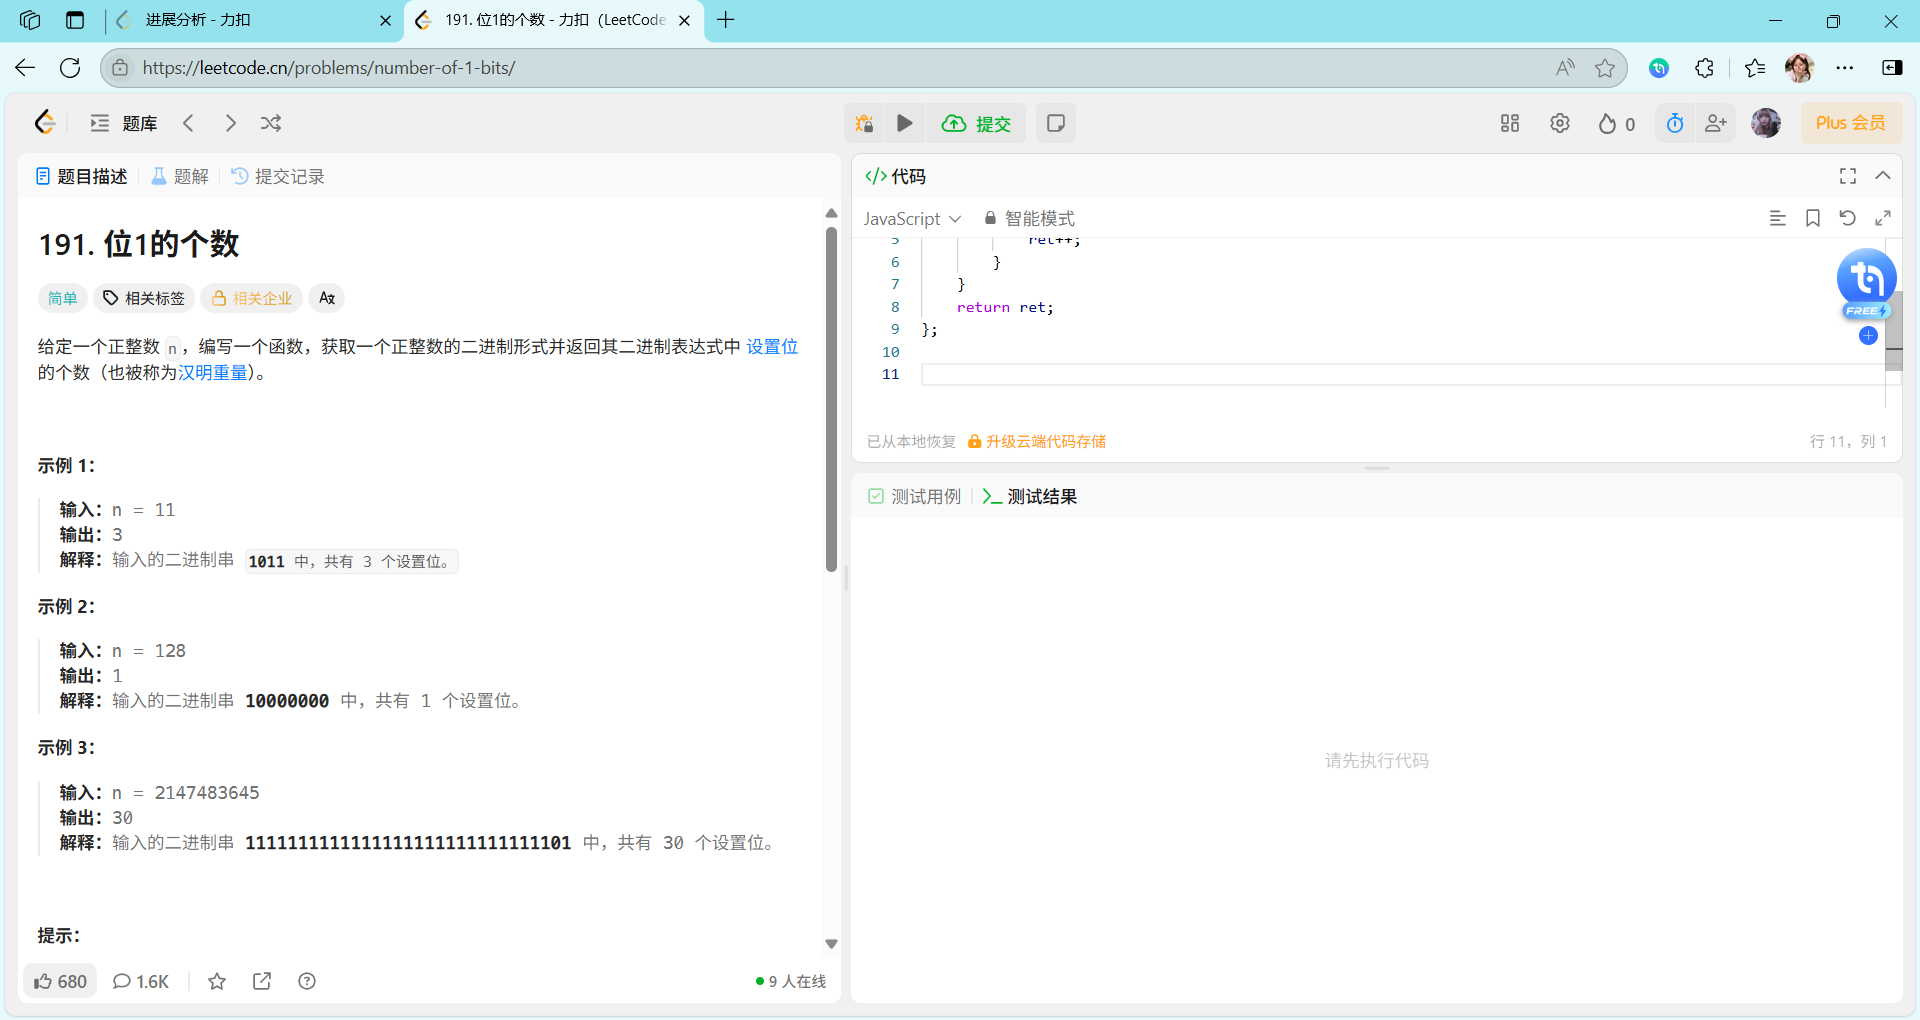 进展分析 - 力扣
191. 位1的个数 - 力扣（LeetCode
https://leetcode.cn/problems/number-of-1-bits/
题库
提交
0
Plus 会员
题目描述
题解
提交记录
191. 位1的个数
简单
相关标签
相关企业
给定一个正整数 n，编写一个函数，获取一个正整数的二进制形式并返回其二进制表达式中 设置位
的个数（也被称为汉明重量）。
示例 1：
输入：n = 11
输出：3
解释：输入的二进制串 1011 中，共有 3 个设置位。
示例 2：
输入：n = 128
输出：1
解释：输入的二进制串 10000000 中，共有 1 个设置位。
示例 3：
输入：n = 2147483645
输出：30
解释：输入的二进制串 1111111111111111111111111111101 中，共有 30 个设置位。
提示：
680
1.6K
9 人在线
</> 代码
JavaScript
智能模式
5 ret++;
6 }
7 }
8 return ret;
9 };
10
11
FREE
已从本地恢复
升级云端代码存储
行 11，列 1
测试用例
测试结果
请先执行代码